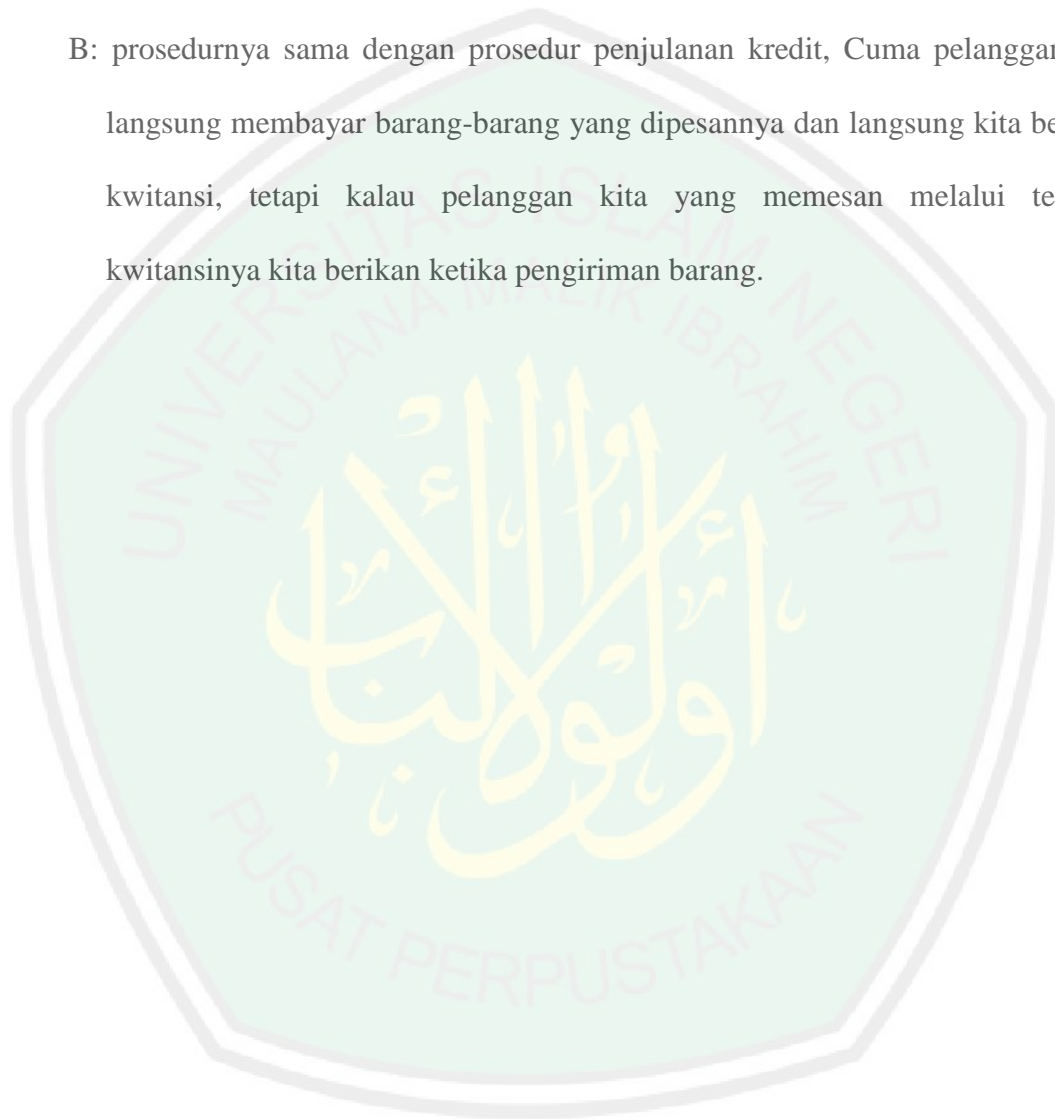 B: prosedurnya sama dengan prosedur penjulanan kredit, Cuma pelanggan
langsung membayar barang-barang yang dipesannya dan langsung kita
kwitansi, tetapi kalau pelanggan kita yang memesan melalui
kwitansinya kita berikan ketika pengiriman barang.
UNIVERSITAS ISLAM NEGERI
MAULANA MALIK IBRAHIM
أولوا الألباب
PUSAT PERPUSTAKAAN